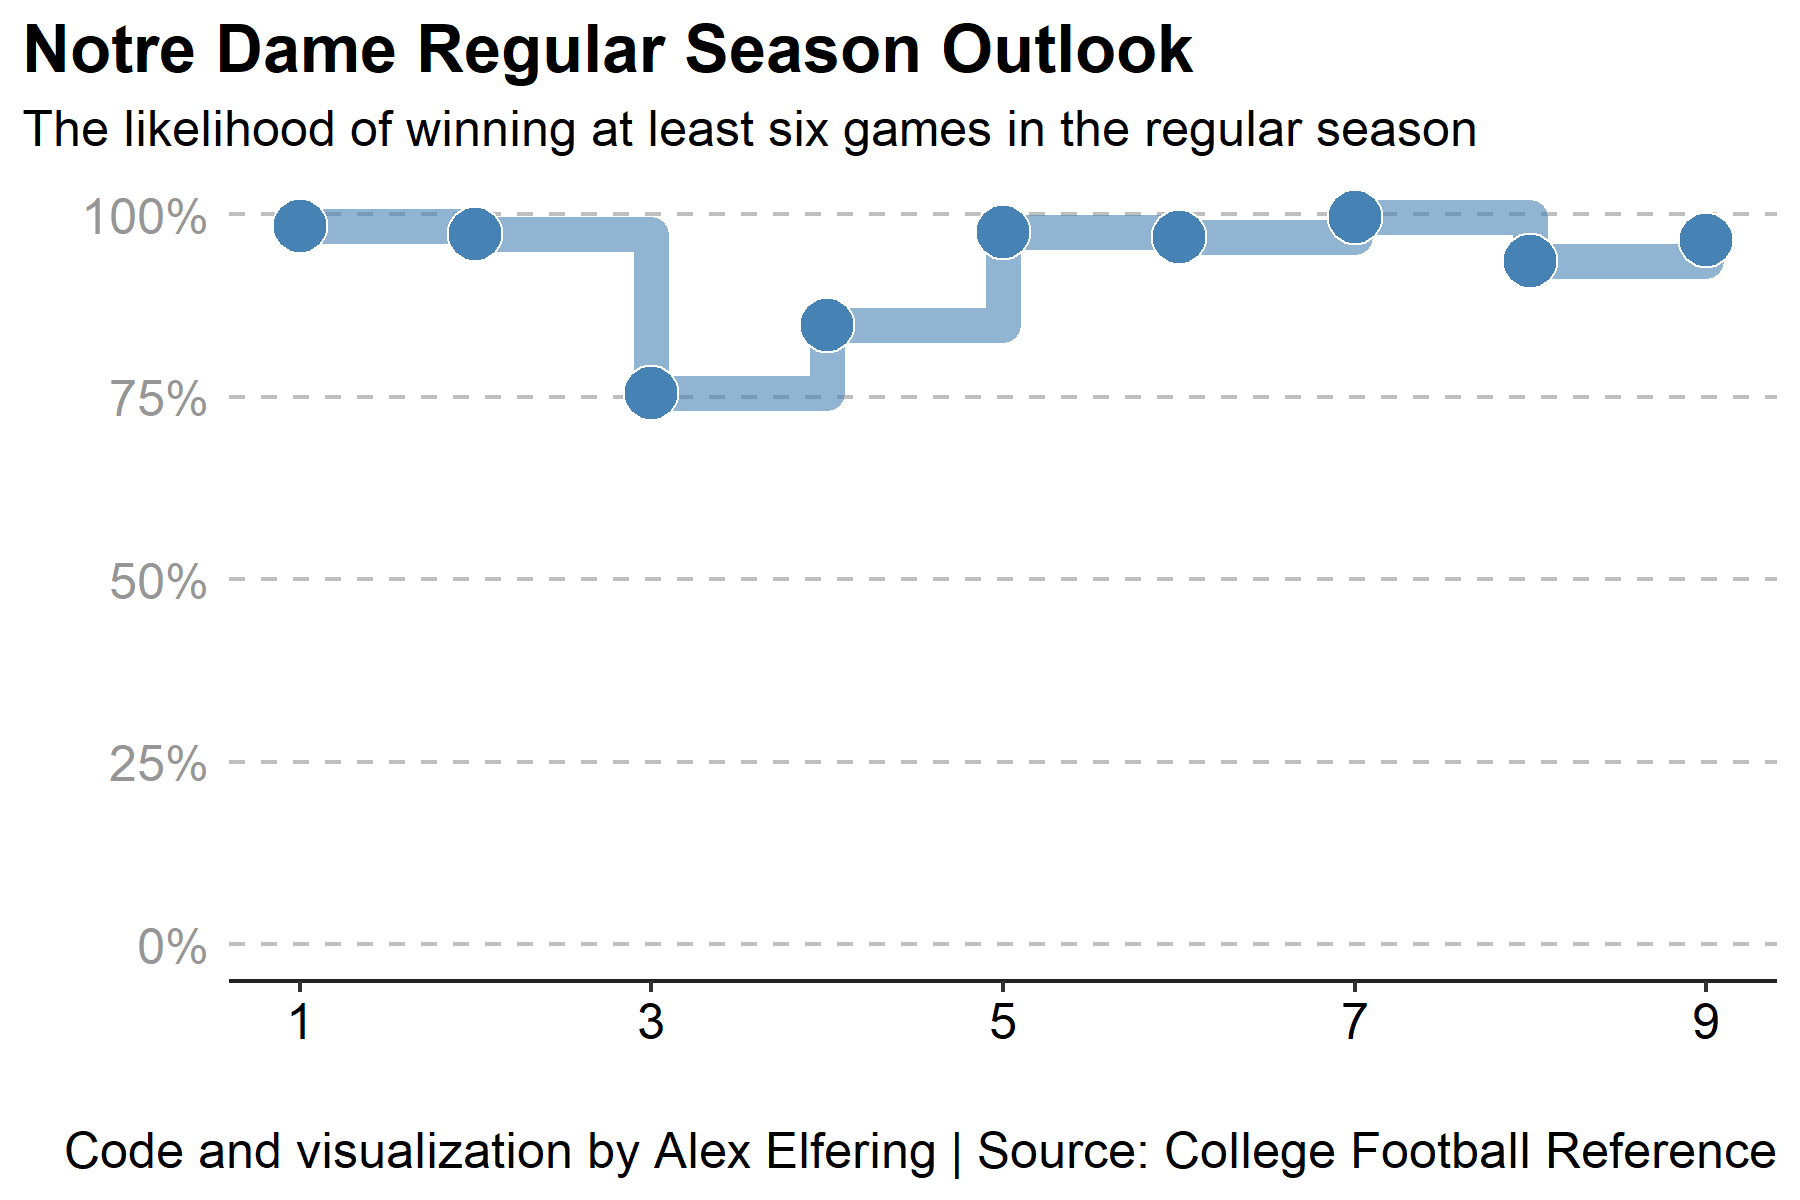 Notre Dame Regular Season Outlook
The likelihood of winning at least six games in the regular season
100%
75%
50%
25%
0%
1 3 5 7 9
Code and visualization by Alex Elfering | Source: College Football Reference